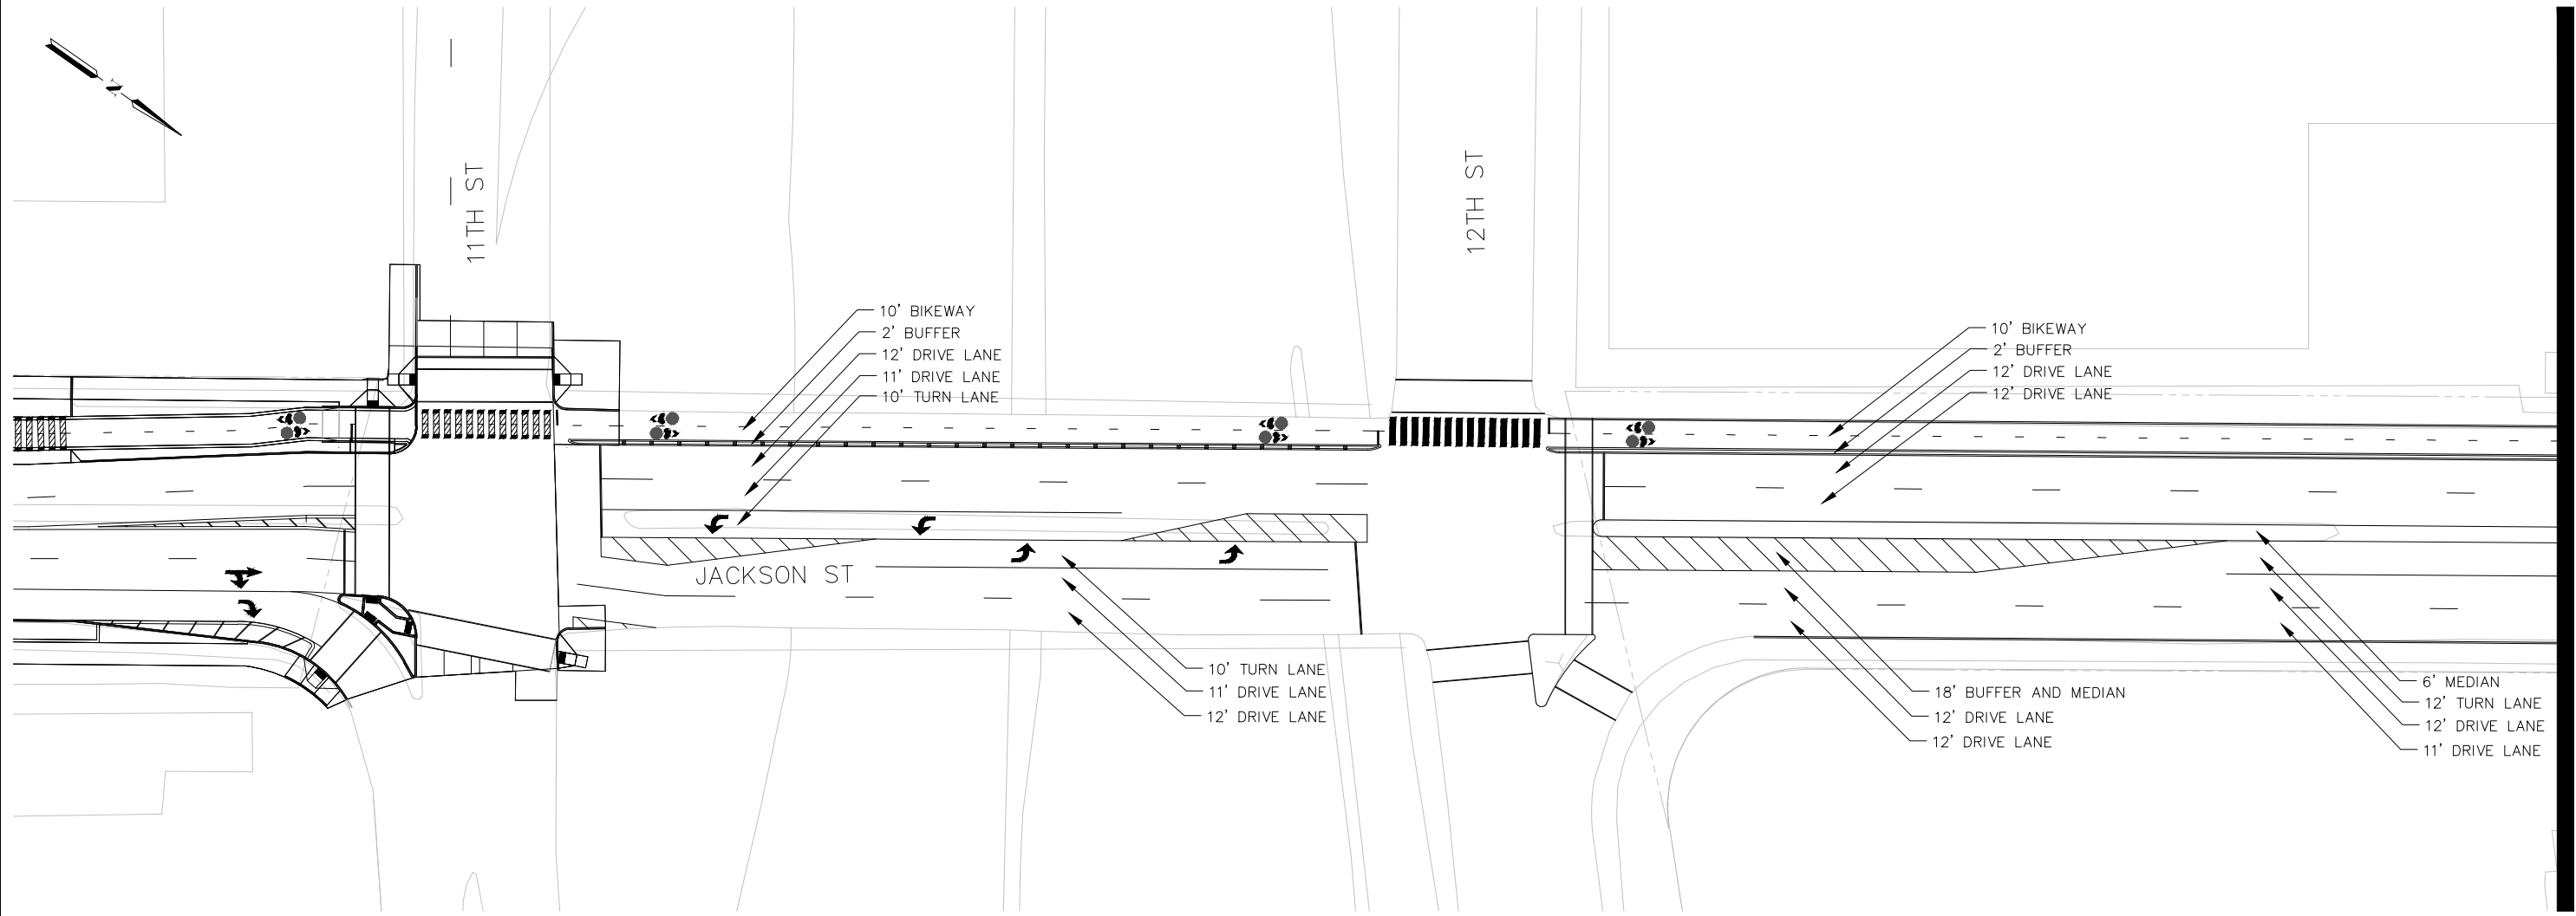 N
11TH ST
12TH ST
10' BIKEWAY
2' BUFFER
12' DRIVE LANE
11' DRIVE LANE
10' TURN LANE
10' BIKEWAY
2' BUFFER
12' DRIVE LANE
12' DRIVE LANE
JACKSON ST
10' TURN LANE
11' DRIVE LANE
12' DRIVE LANE
18' BUFFER AND MEDIAN
12' DRIVE LANE
12' DRIVE LANE
6' MEDIAN
12' TURN LANE
12' DRIVE LANE
11' DRIVE LANE